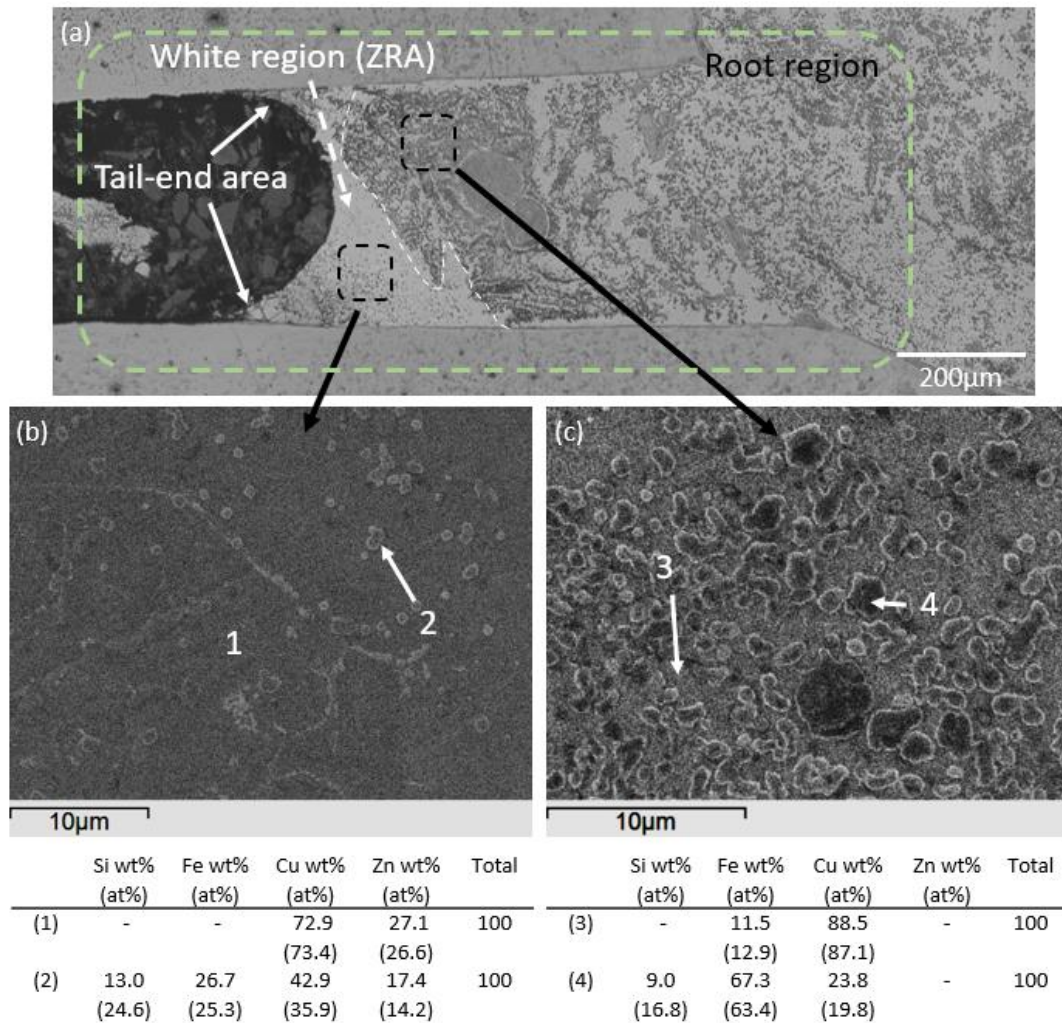 (a)
White region (ZRA)
Root region
Tail-end area
200μm
(b)
1
2
10μm
(c)
3
4
10μm
Si wt% Fe wt% Cu wt% Zn wt% Total
(at%) (at%) (at%) (at%)
(1) - - 72.9 27.1 100
(73.4) (26.6)
(2) 13.0 26.7 42.9 17.4 100
(24.6) (25.3) (35.9) (14.2)
Si wt% Fe wt% Cu wt% Zn wt% Total
(at%) (at%) (at%) (at%)
(3) - 11.5 88.5 - 100
(12.9) (87.1)
(4) 9.0 67.3 23.8 - 100
(16.8) (63.4) (19.8)